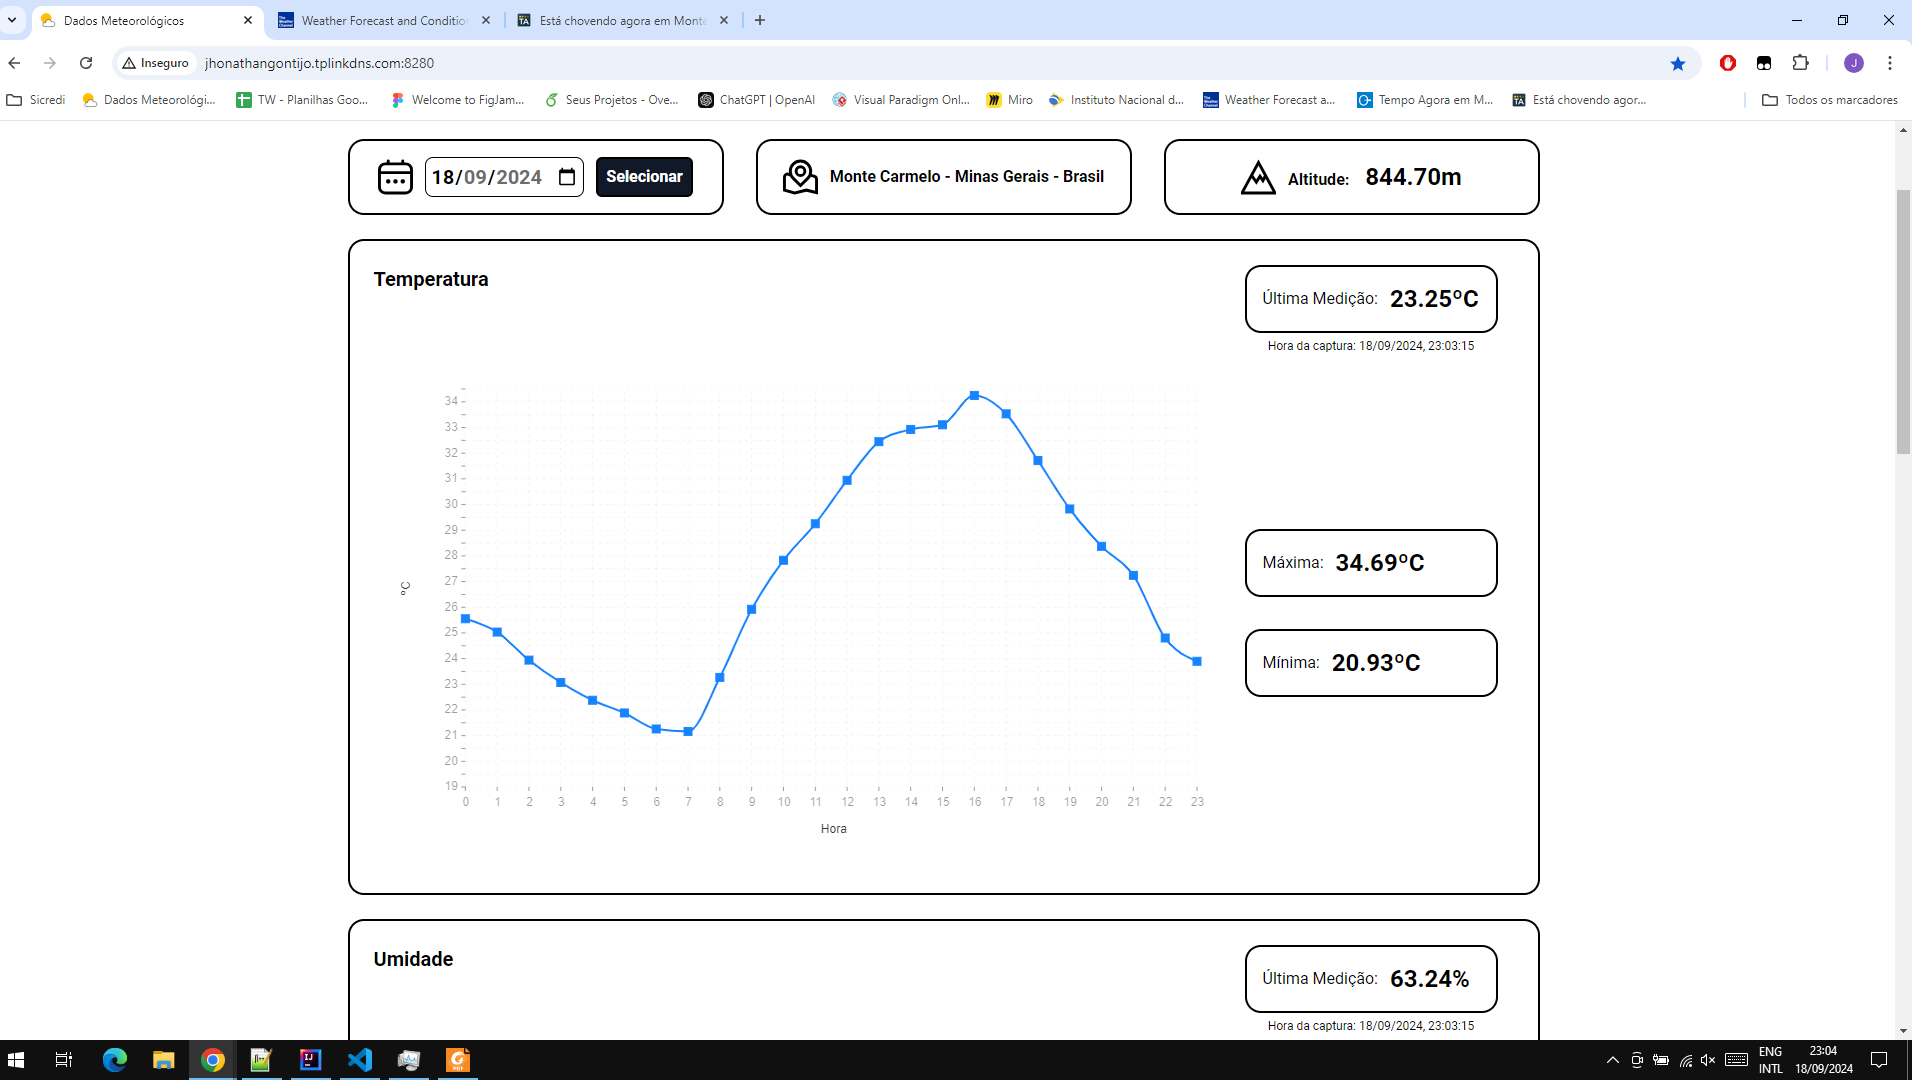 Dados Meteorológicos
Weather Forecast and Conditio
Está chovendo agora em Monte
Inseguro
jhonathangontijo.tplinkdns.com:8280
Sicredi
Dados Meteorológi...
TW - Planilhas Goo...
Welcome to FigJam...
Seus Projetos - Ove...
ChatGPT | OpenAI
Visual Paradigm Onl...
Miro
Instituto Nacional d...
Weather Forecast a...
Tempo Agora em M...
Está chovendo agor...
Todos os marcadores
18/09/2024
Selecionar
Monte Carmelo - Minas Gerais - Brasil
Altitude: 844.70m
Temperatura
Última Medição: 23.25ºC
Hora da captura: 18/09/2024, 23:03:15
34
33
32
31
30
29
28
27
26
25
24
23
22
21
20
19
ºC
0 1 2 3 4 5 6 7 8 9 10 11 12 13 14 15 16 17 18 19 20 21 22 23
Hora
Máxima: 34.69ºC
Mínima: 20.93ºC
Umidade
Última Medição: 63.24%
Hora da captura: 18/09/2024, 23:03:15
ENG
INTL
23:04
18/09/2024